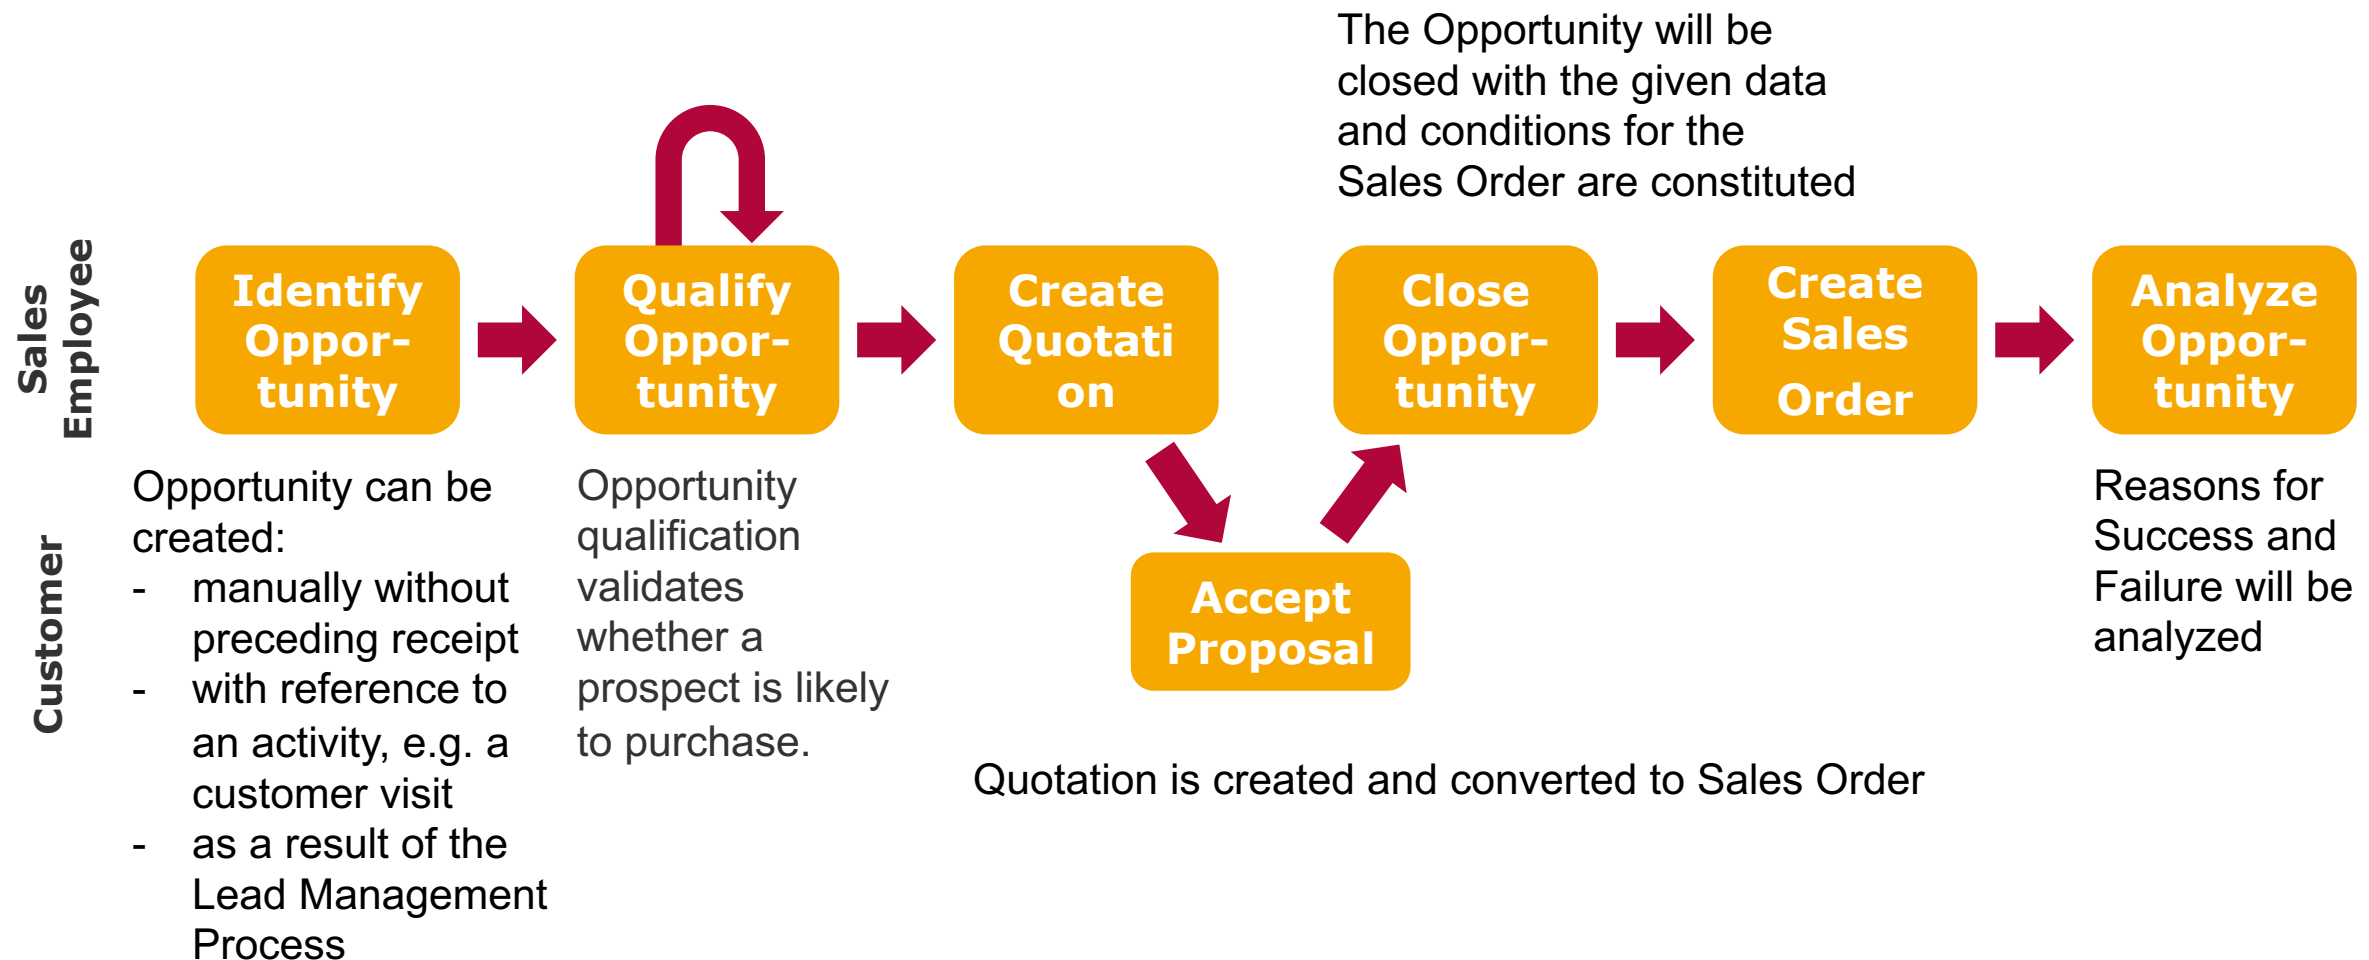 The Opportunity will be
closed with the given data
and conditions for the
Sales Order are constituted
Sales
Employee
Identify
Oppor-
tunity
Qualify
Oppor-
tunity
Create
Quotati
on
Close
Oppor-
tunity
Create
Sales
Order
Analyze
Oppor-
tunity
Customer
Opportunity can be
created:
- manually without
preceding receipt
- with reference to
an activity, e.g. a
customer visit
- as a result of the
Lead Management
Process
Opportunity
qualification
validates
whether a
prospect is likely
to purchase.
Accept
Proposal
Reasons for
Success and
Failure will be
analyzed
Quotation is created and converted to Sales Order